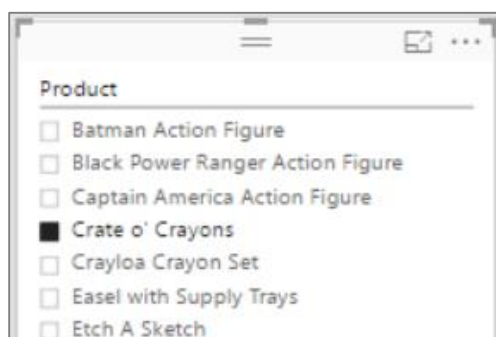 Product
Batman Action Figure
Black Power Ranger Action Figure
Captain America Action Figure
Crate o' Crayons
Crayloa Crayon Set
Easel with Supply Trays
Etch A Sketch